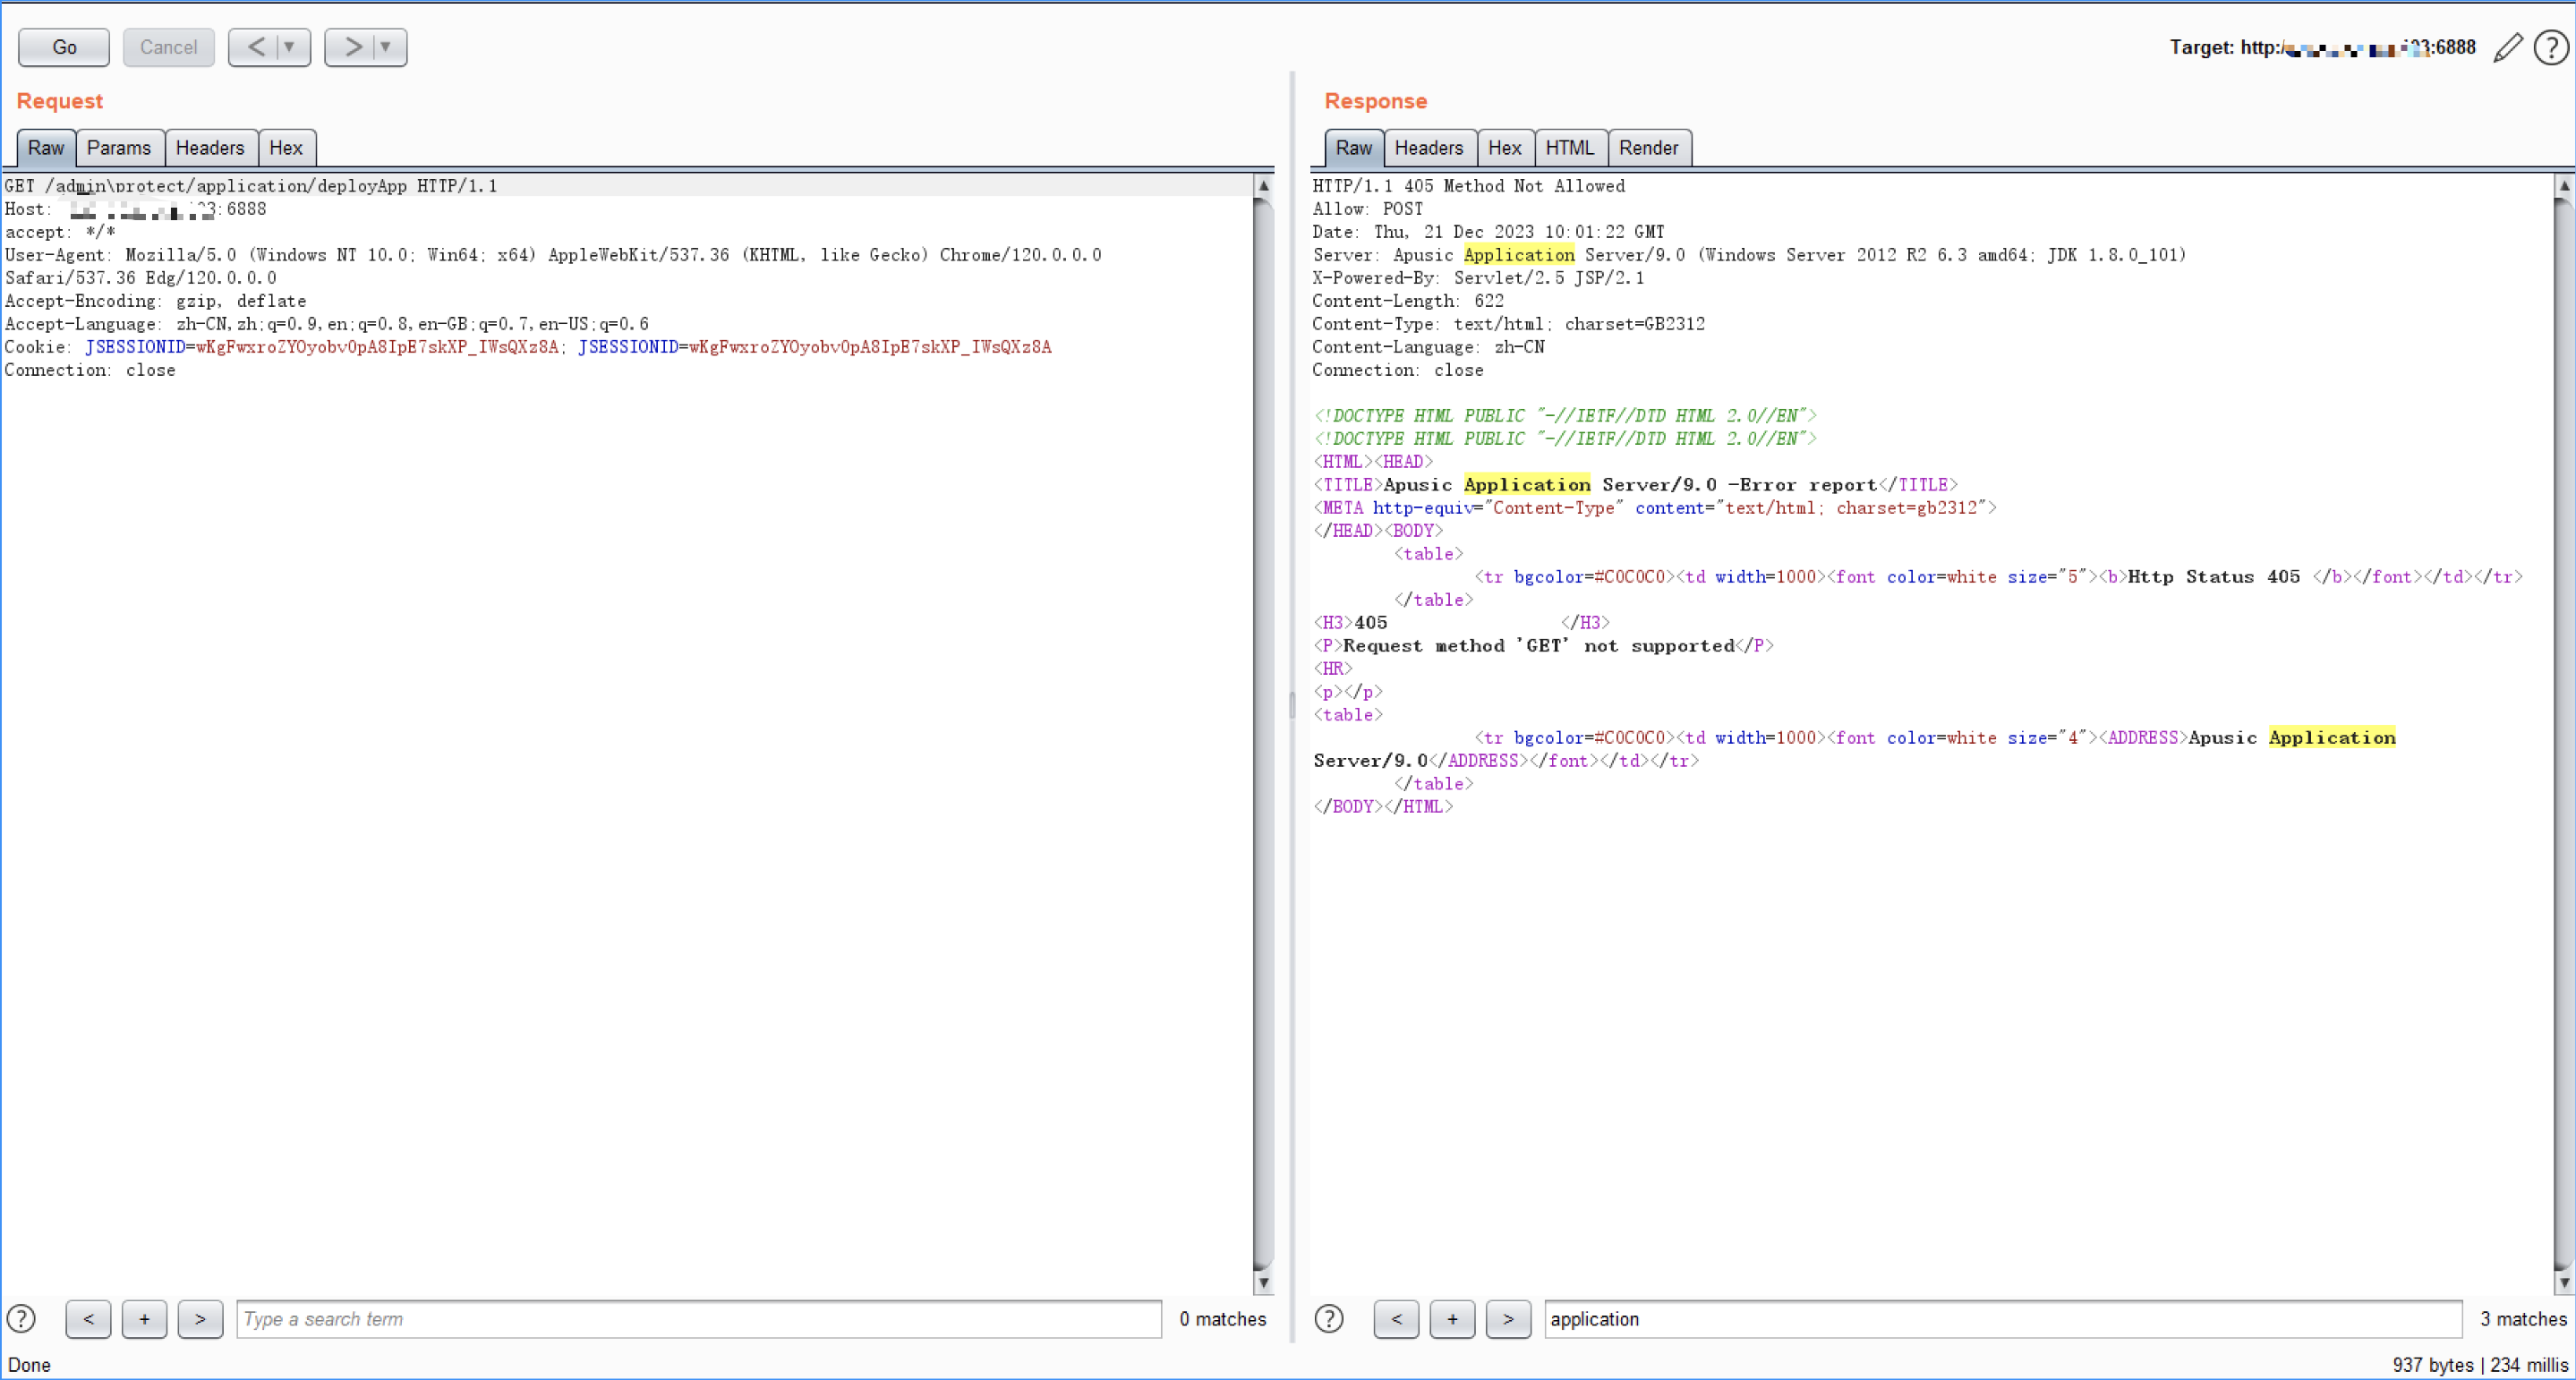 Go Cancel < ▼ > ▼ Target: http:/ :6888
Request
Raw Params Headers Hex
GET /admin\protect/application/deployApp HTTP/1.1
Host: 3:6888
accept: */*
User-Agent: Mozilla/5.0 (Windows NT 10.0; Win64; x64) AppleWebKit/537.36 (KHTML, like Gecko) Chrome/120.0.0.0
Safari/537.36 Edg/120.0.0.0
Accept-Encoding: gzip, deflate
Accept-Language: zh-CN,zh;q=0.9,en;q=0.8,en-GB;q=0.7,en-US;q=0.6
Cookie: JSESSIONID=wKgFwxroZYOyobv0pA8IpE7skXP_IWsQXz8A; JSESSIONID=wKgFwxroZYOyobv0pA8IpE7skXP_IWsQXz8A
Connection: close
? < + > Type a search term 0 matches
Response
Raw Headers Hex HTML Render
HTTP/1.1 405 Method Not Allowed
Allow: POST
Date: Thu, 21 Dec 2023 10:01:22 GMT
Server: Apusic Application Server/9.0 (Windows Server 2012 R2 6.3 amd64; JDK 1.8.0_101)
X-Powered-By: Servlet/2.5 JSP/2.1
Content-Length: 622
Content-Type: text/html; charset=GB2312
Content-Language: zh-CN
Connection: close
<!DOCTYPE HTML PUBLIC "-//IETF//DTD HTML 2.0//EN">
<!DOCTYPE HTML PUBLIC "-//IETF//DTD HTML 2.0//EN">
<HTML><HEAD>
<TITLE>Apusic Application Server/9.0 -Error report</TITLE>
<META http-equiv="Content-Type" content="text/html; charset=gb2312">
</HEAD><BODY>
<table>
<tr bgcolor=#C0C0C0><td width=1000><font color=white size="5"><b>Http Status 405 </b></font></td></tr>
</table>
<H3>405 </H3>
<P>Request method 'GET' not supported</P>
<HR>
<p></p>
<table>
<tr bgcolor=#C0C0C0><td width=1000><font color=white size="4"><ADDRESS>Apusic Application
Server/9.0</ADDRESS></font></td></tr>
</table>
</BODY></HTML>
? < + > application 3 matches
Done 937 bytes | 234 millis